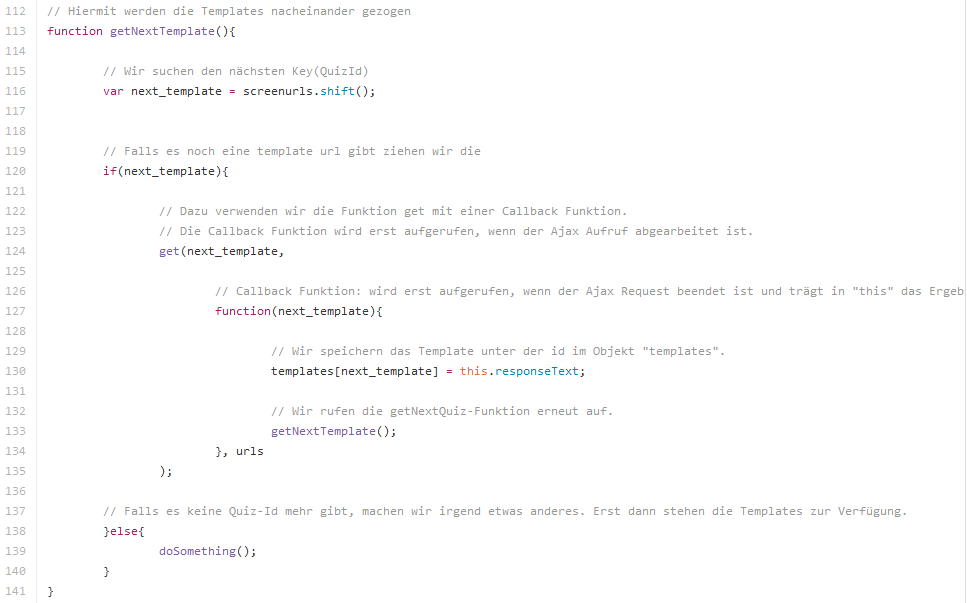 112 // Hiermit werden die Templates nacheinander gezogen
113 function getNextTemplate(){
114
115 // Wir suchen den nächsten Key(QuizId)
116 var next_template = screenurls.shift();
117
118
119 // Falls es noch eine template url gibt ziehen wir die
120 if(next_template){
121
122 // Dazu verwenden wir die Funktion get mit einer Callback Funktion.
123 // Die Callback Funktion wird erst aufgerufen, wenn der Ajax Aufruf abgearbeitet ist.
124 get(next_template,
125
126 // Callback Funktion: wird erst aufgerufen, wenn der Ajax Request beendet ist und trägt in "this" das Ergeb
127 function(next_template){
128
129 // Wir speichern das Template unter der id im Objekt "templates".
130 templates[next_template] = this.responseText;
131
132 // Wir rufen die getNextQuiz-Funktion erneut auf.
133 getNextTemplate();
134 }, urls
135 );
136
137 // Falls es keine Quiz-Id mehr gibt, machen wir irgend etwas anderes. Erst dann stehen die Templates zur Verfügung.
138 }else{
139 doSomething();
140 }
141 }